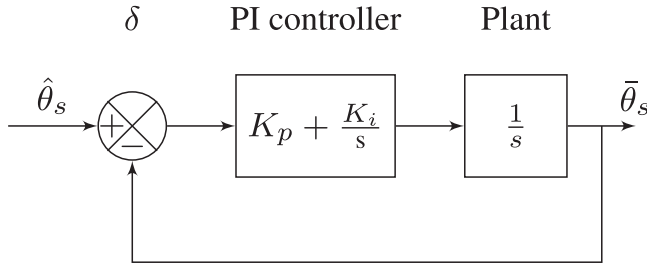 δ PI controller Plant
θ̂ₛ + − Kₚ + Kᵢ/s 1/s θ̄ₛ